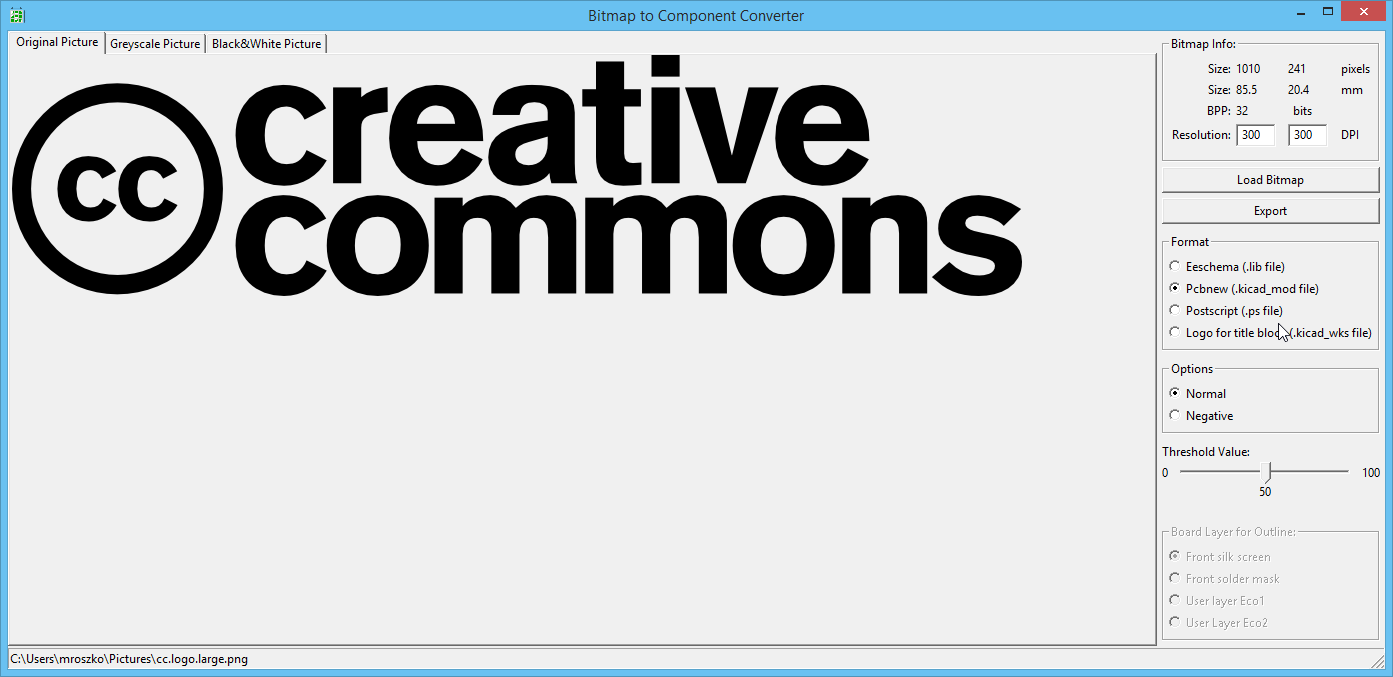 Bitmap to Component Converter
Original Picture Greyscale Picture Black&White Picture
creative
commons
cc
Bitmap Info:
Size: 1010 241 pixels
Size: 85.5 20.4 mm
BPP: 32 bits
Resolution: 300 300 DPI
Load Bitmap
Export
Format
Eeschema (.lib file)
Pcbnew (.kicad_mod file)
Postscript (.ps file)
Logo for title block (.kicad_wks file)
Options
Normal
Negative
Threshold Value:
0 100
50
Board Layer for Outline:
Front silk screen
Front solder mask
User layer Eco1
User Layer Eco2
C:\Users\mroszko\Pictures\cc.logo.large.png